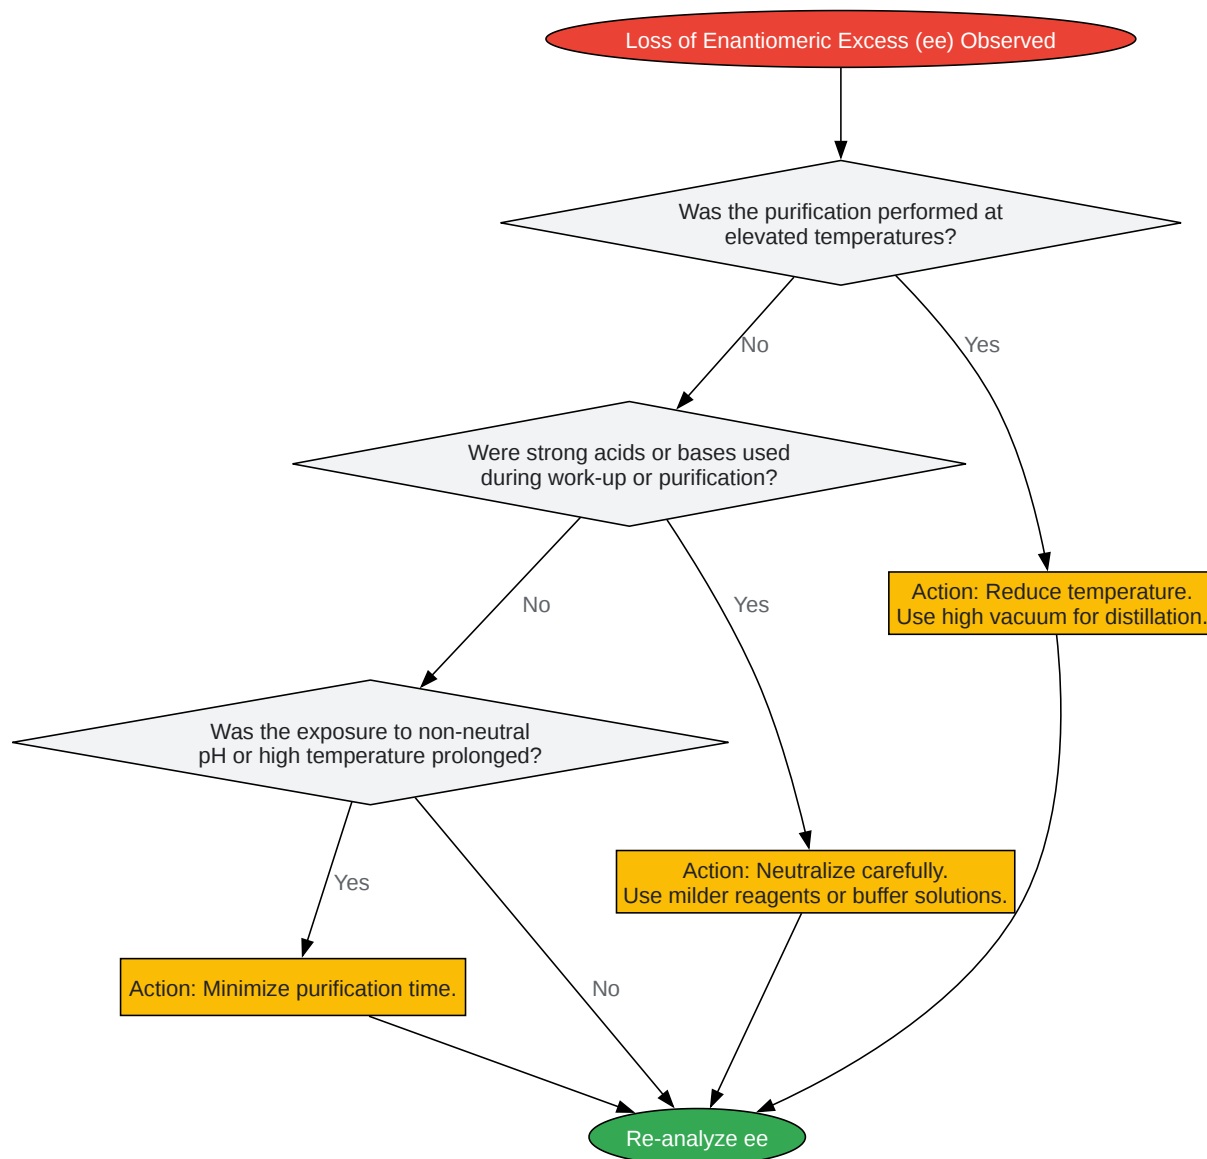 Loss of Enantiomeric Excess (ee) Observed
Was the purification performed at
elevated temperatures?
No
Yes
Were strong acids or bases used
during work-up or purification?
No
Yes
Action: Reduce temperature.
Use high vacuum for distillation.
Was the exposure to non-neutral
pH or high temperature prolonged?
Yes
Action: Neutralize carefully.
Use milder reagents or buffer solutions.
Action: Minimize purification time.
No
Re-analyze ee